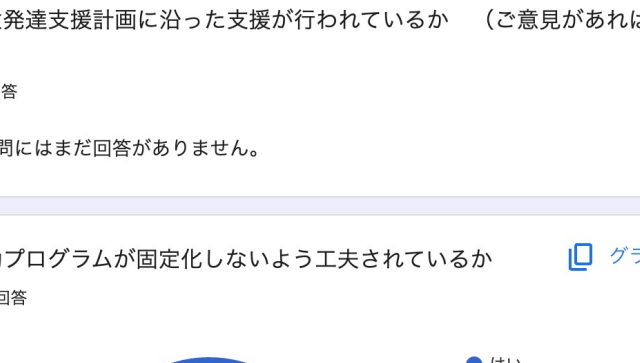 発達支援計画に沿った支援が行われているか （ご意見があれ
答
問にはまだ回答がありません。
プログラムが固定化しないよう工夫されているか
グラ
回答
はい